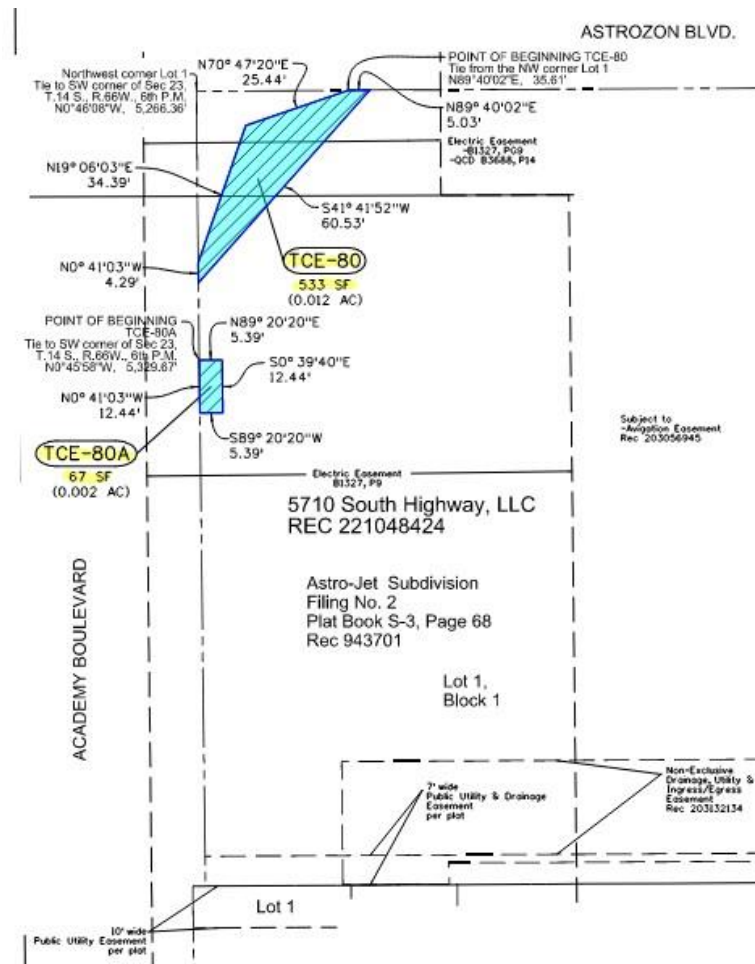 ASTROZON BLVD.
N70° 47'20"E
25.44'
POINT OF BEGINNING TCE-80
Tie from the NW corner Lot 1
N89°40'02"E, 35.61'
Northwest corner Lot 1
Tie to SW corner of Sec 23,
T.14 S., R.66W., 6th P.M.
N0°46'08"W, 5,266.36'
N89° 40'02"E
5.03'
Electric Easement
-B1327, PG9
-QCD B3688, P14
N19° 06'03"E
34.39'
S41° 41'52"W
60.53'
TCE-80
533 SF
(0.012 AC)
N0° 41'03"W
4.29'
POINT OF BEGINNING
TCE-80A
Tie to SW corner of Sec 23,
T.14 S., R.66W., 6th P.M.
N0°45'58"W, 5,329.67'
N89° 20'20"E
5.39'
S0° 39'40"E
12.44'
N0° 41'03"W
12.44'
S89° 20'20"W
5.39'
Subject to
-Avigation Easement
Rec 203056945
TCE-80A
67 SF
(0.002 AC)
Electric Easement
B1327, P9
5710 South Highway, LLC
REC 221048424
Astro-Jet Subdivision
Filing No. 2
Plat Book S-3, Page 68
Rec 943701
Lot 1,
Block 1
ACADEMY BOULEVARD
7' wide
Public Utility & Drainage
Easement
per plat
Non-Exclusive
Drainage, Utility &
Ingress/Egress
Easement
Rec 203132134
Lot 1
10' wide
Public Utility Easement
per plat